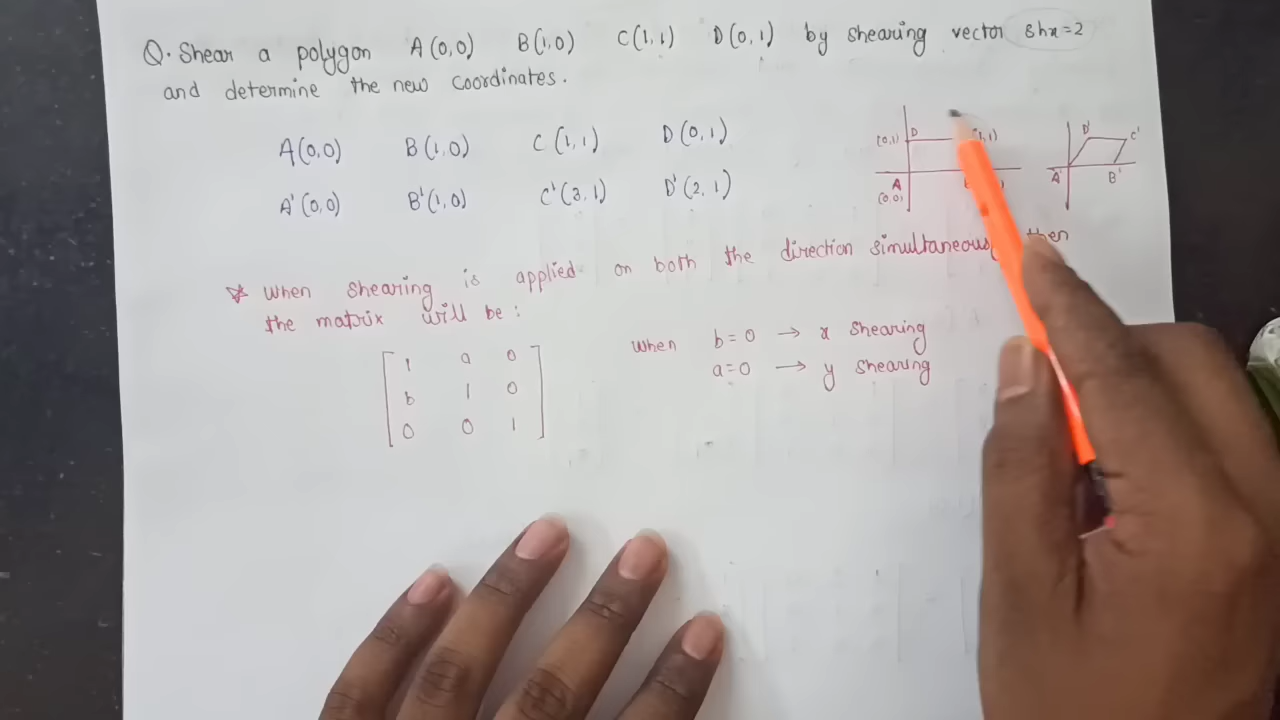 Q. Shear a polygon A(0,0) B(1,0) C(1,1) D(0,1) by shearing vector shx=2
and determine the new coordinates.
A(0,0) B(1,0) C(1,1) D(0,1)
A'(0,0) B'(1,0) C'(3,1) D'(2,1)
(0,1) D ,1)
A
(0,0)
D' C'
A' B'
* When shearing is applied on both the direction simultaneously then
the matrix will be:
1 a 0
b 1 0
0 0 1
when b=0 → x shearing
a=0 → y shearing